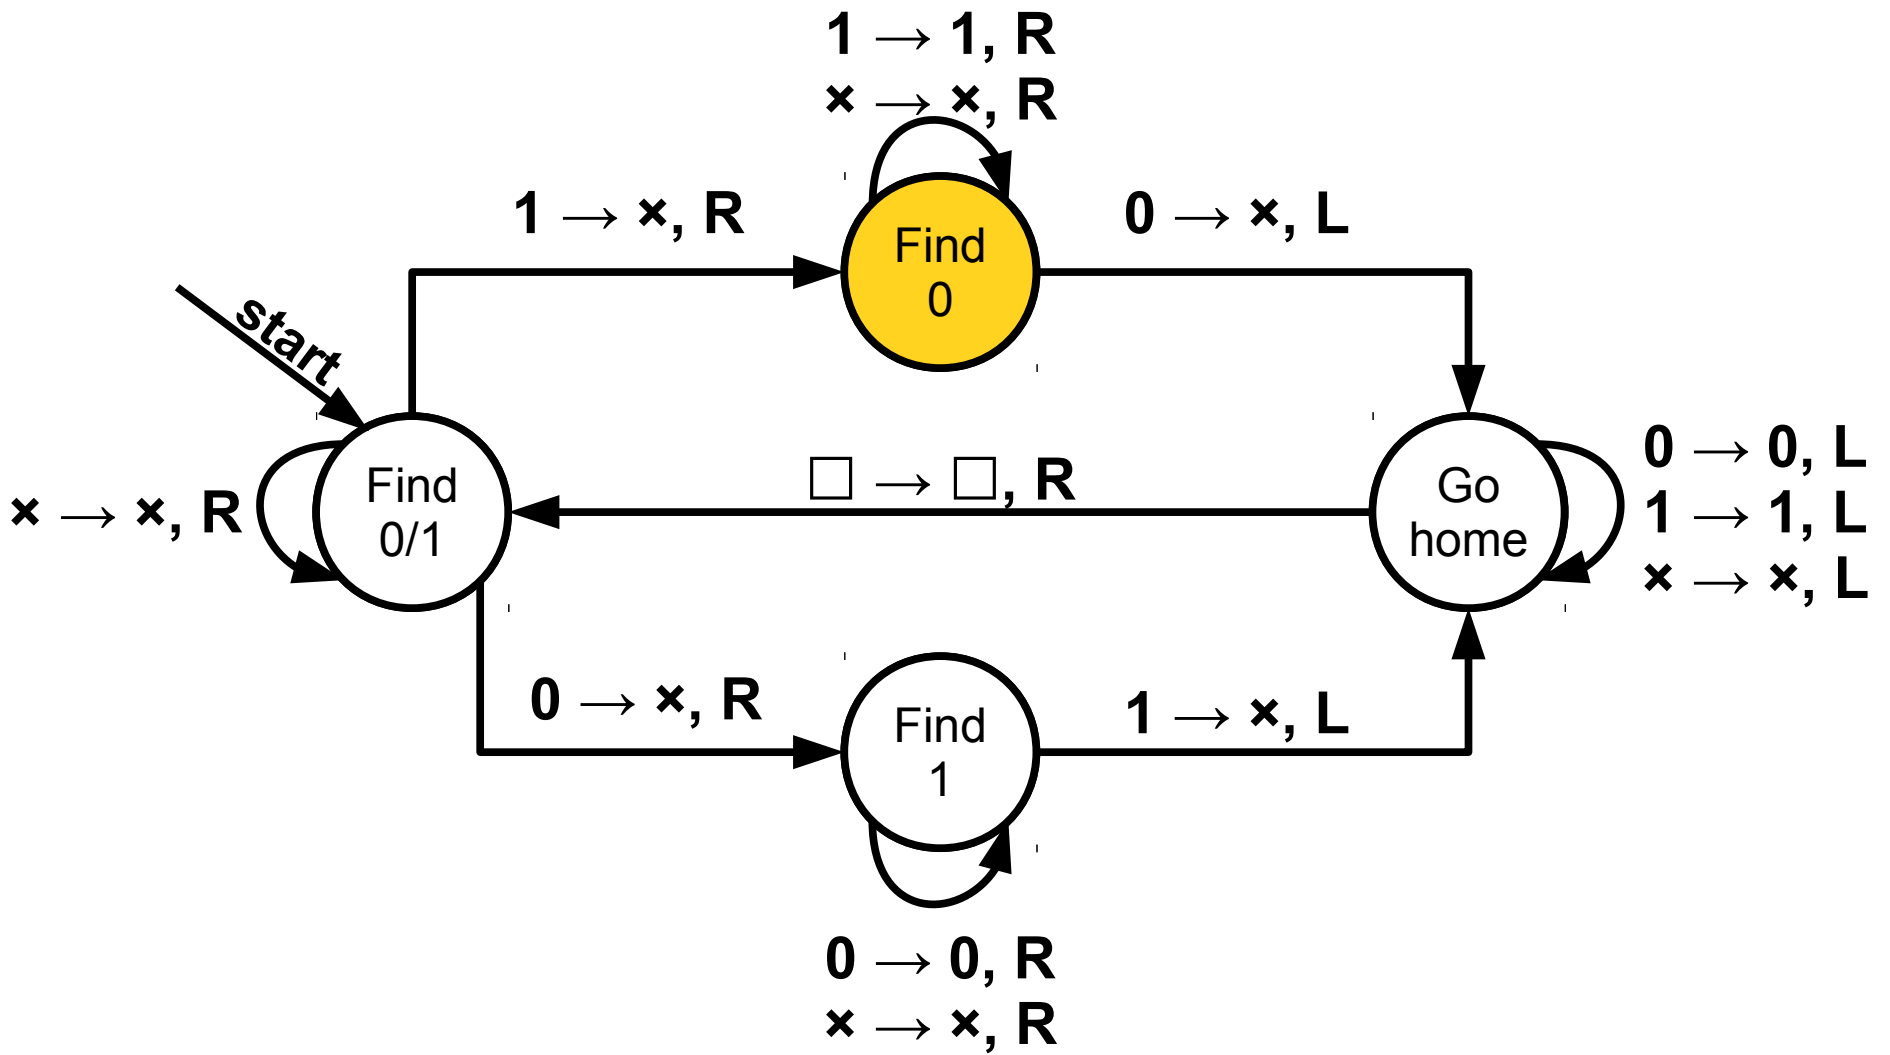 1 → 1, R
× → ×, R
1 → ×, R
Find
0
0 → ×, L
start
× → ×, R
Find
0/1
□ → □, R
Go
home
0 → 0, L
1 → 1, L
× → ×, L
0 → ×, R
Find
1
1 → ×, L
0 → 0, R
× → ×, R